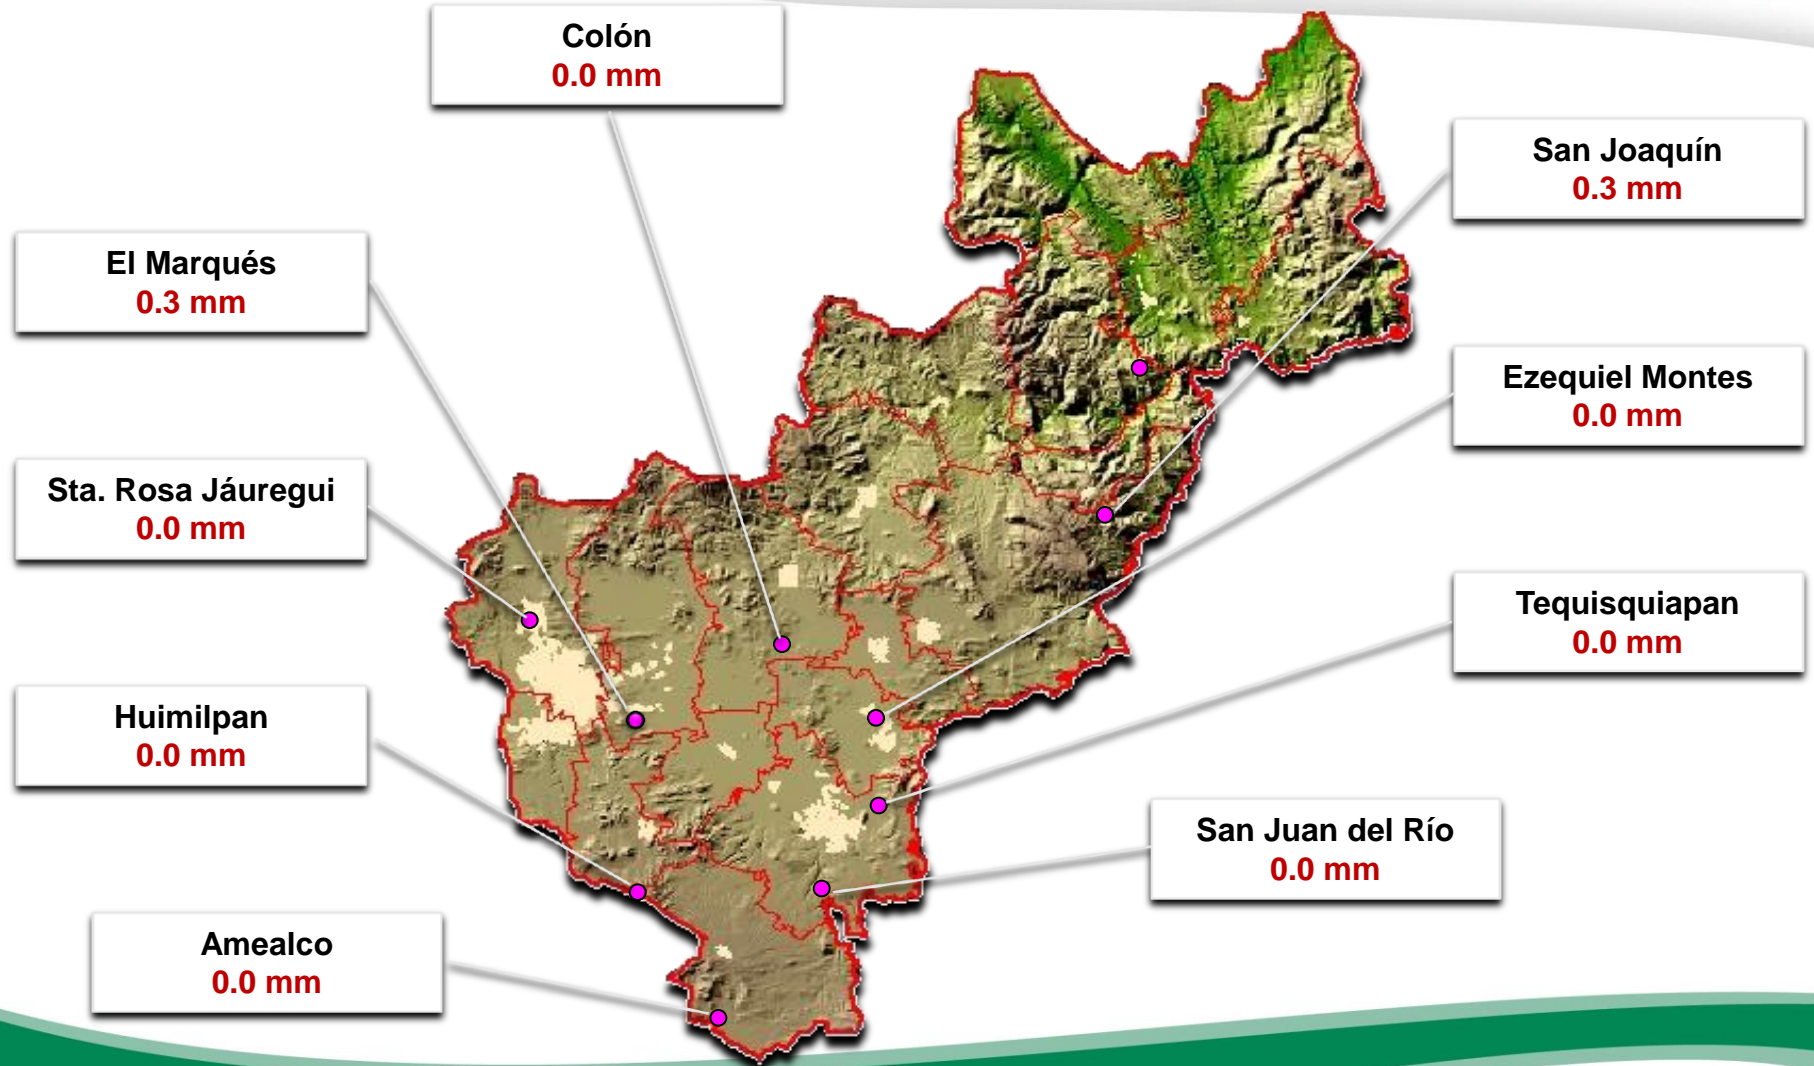 Colón
0.0 mm
San Joaquín
0.3 mm
El Marqués
0.3 mm
Ezequiel Montes
0.0 mm
Sta. Rosa Jáuregui
0.0 mm
Tequisquiapan
0.0 mm
Huimilpan
0.0 mm
San Juan del Río
0.0 mm
Amealco
0.0 mm